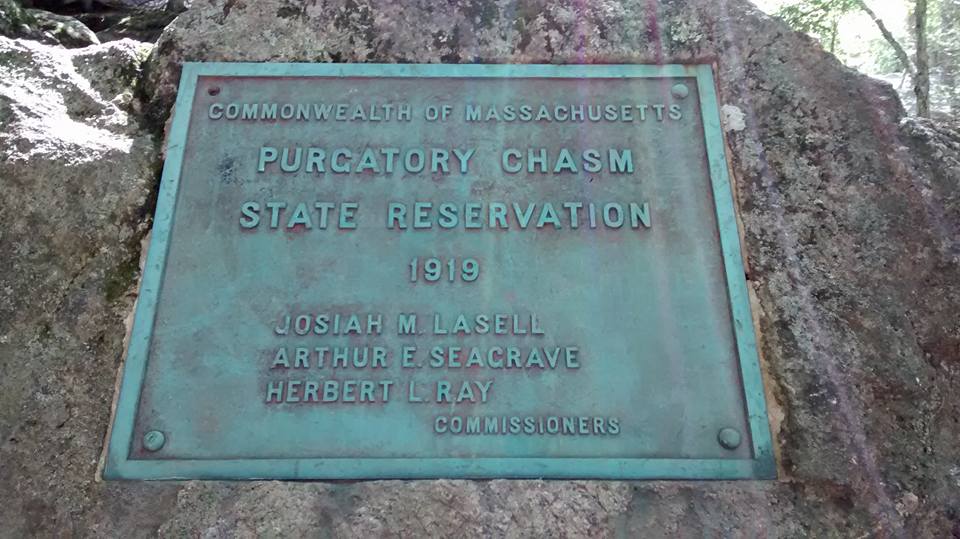 COMMONWEALTH OF MASSACHUSETTS
PURGATORY CHASM
STATE RESERVATION
1919
JOSIAH M. LASELL
ARTHUR E. SEAGRAVE
HERBERT L. RAY
COMMISSIONERS